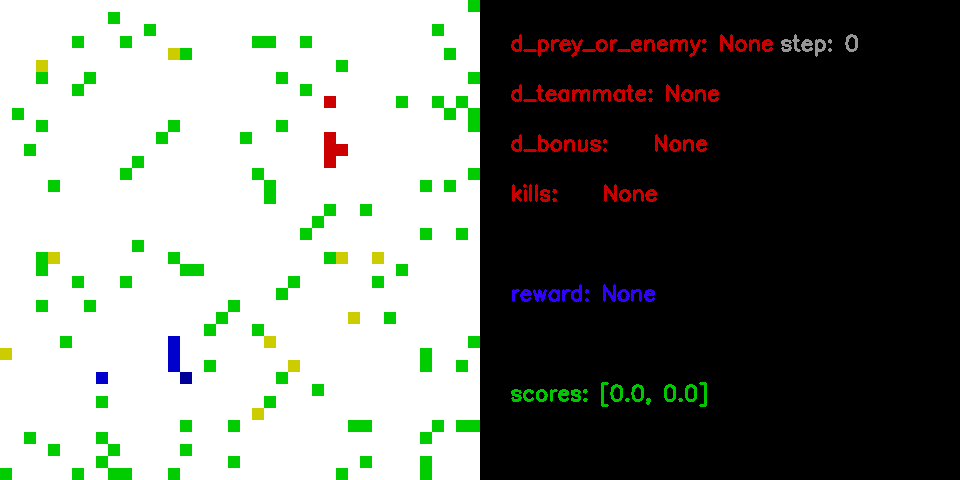 d_prey_or_enemy: None step: 0
d_teammate: None
d_bonus: None
kills: None
reward: None
scores: [0.0, 0.0]